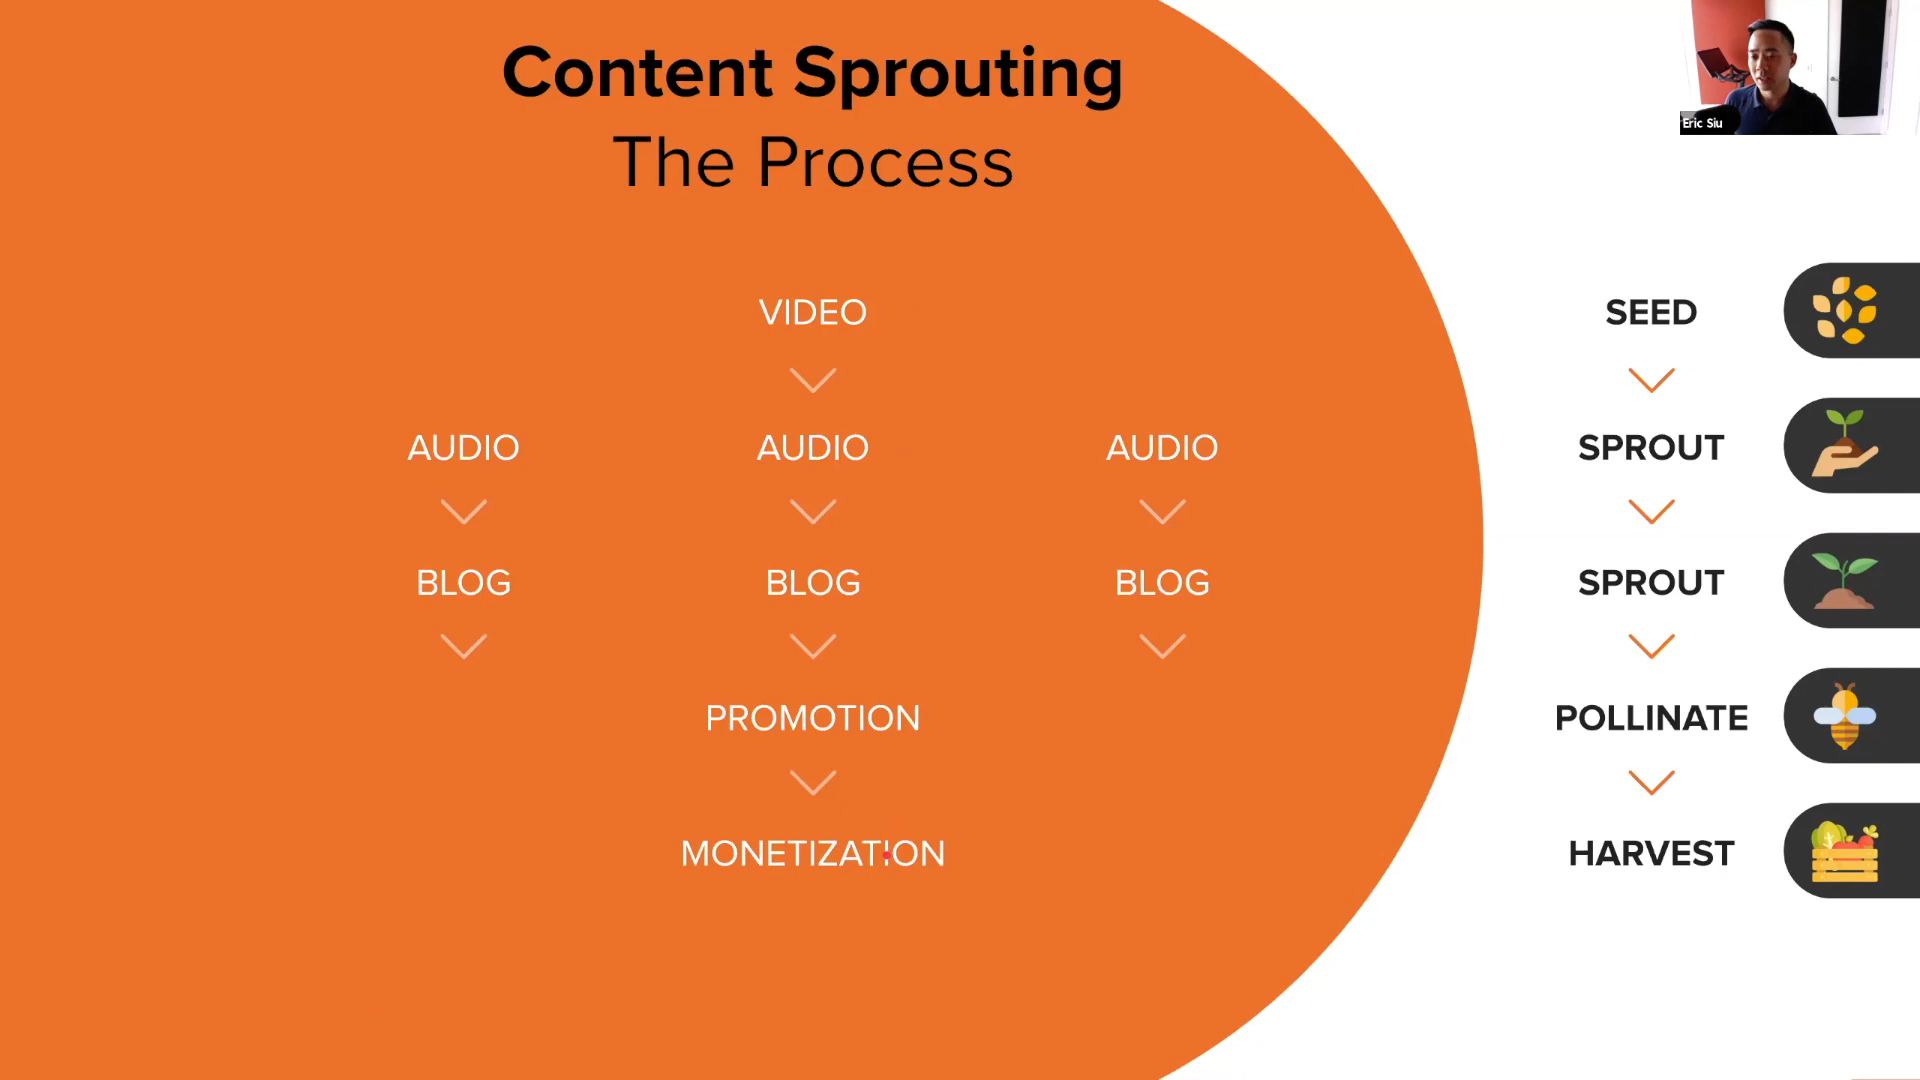 Content Sprouting
The Process
Eric Siu
VIDEO
SEED
AUDIO AUDIO AUDIO
SPROUT
BLOG BLOG BLOG
SPROUT
PROMOTION
POLLINATE
MONETIZATION
HARVEST